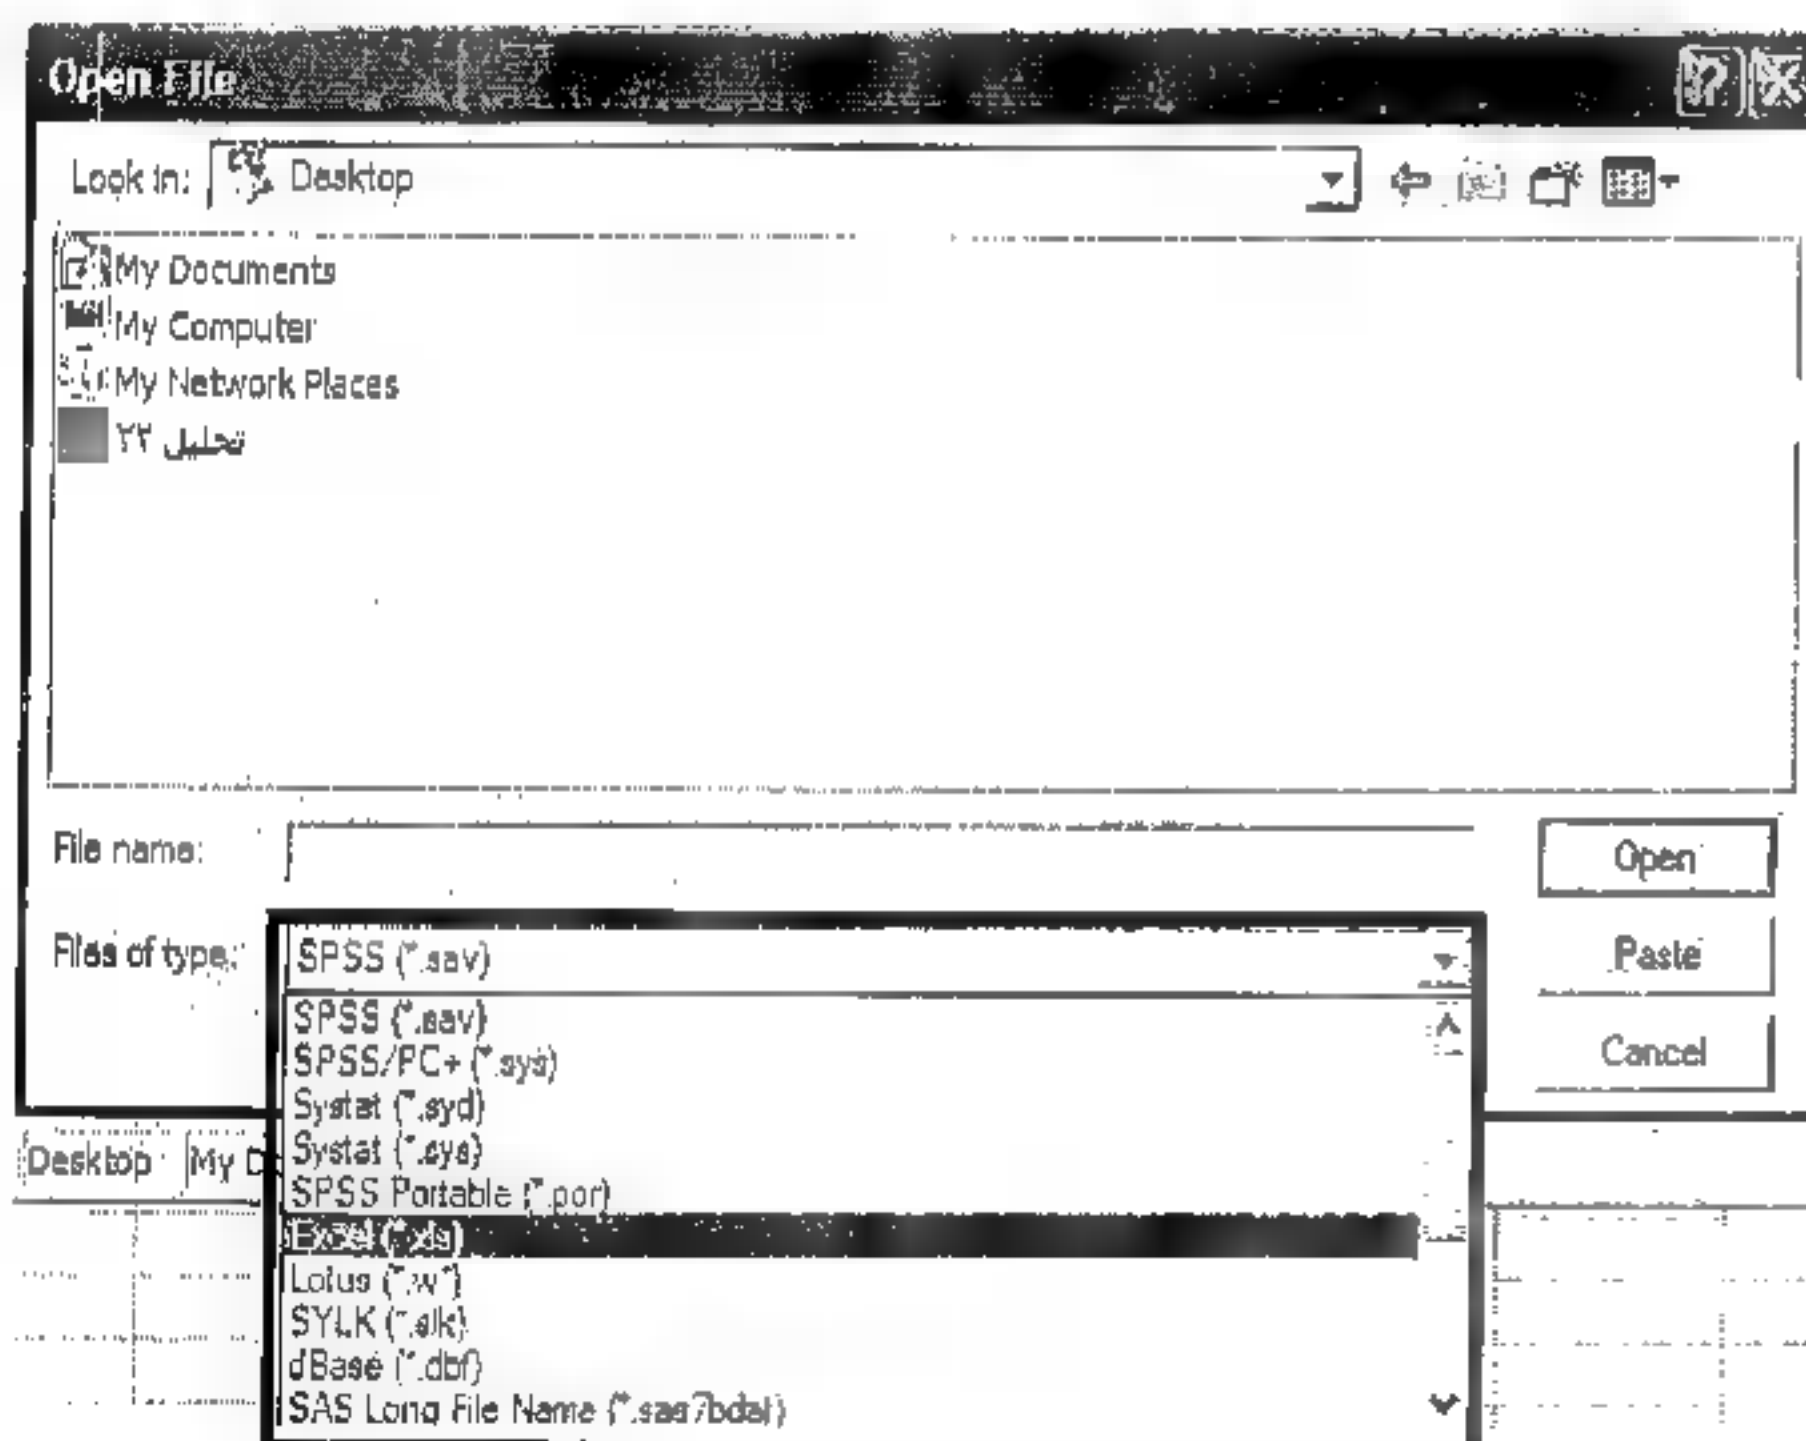 Open File
Look in: Desktop
My Documents
My Computer
My Network Places
تحليل ٢٢
File name:
Open
Files of type: SPSS (*.sav)
Paste
SPSS (*.sav)
SPSS/PC+ (*.sys)
Cancel
Systat (*.syd)
Systat (*.sys)
Desktop My D
SPSS Portable (*.por)
Excel (*.xls)
Lotus (*.w*)
SYLK (*.slk)
dBase (*.dbf)
SAS Long File Name (*.sas7bdat)